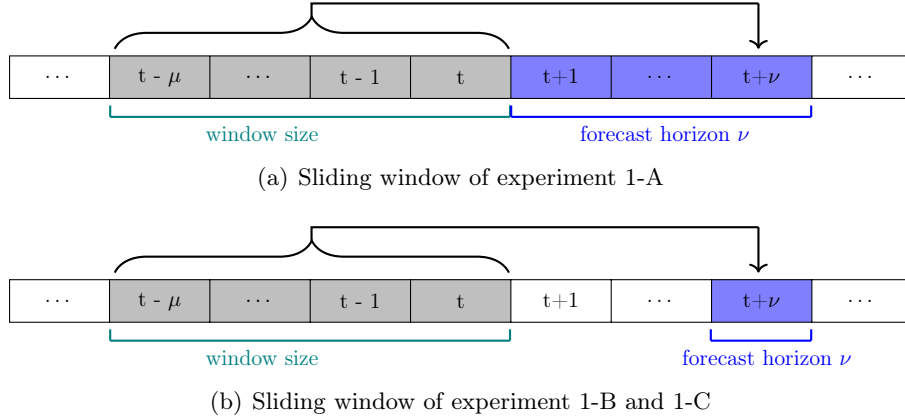 ⋯ t - μ ⋯ t - 1 t t+1 ⋯ t+ν ⋯
window size forecast horizon ν
(a) Sliding window of experiment 1-A
⋯ t - μ ⋯ t - 1 t t+1 ⋯ t+ν ⋯
window size forecast horizon ν
(b) Sliding window of experiment 1-B and 1-C